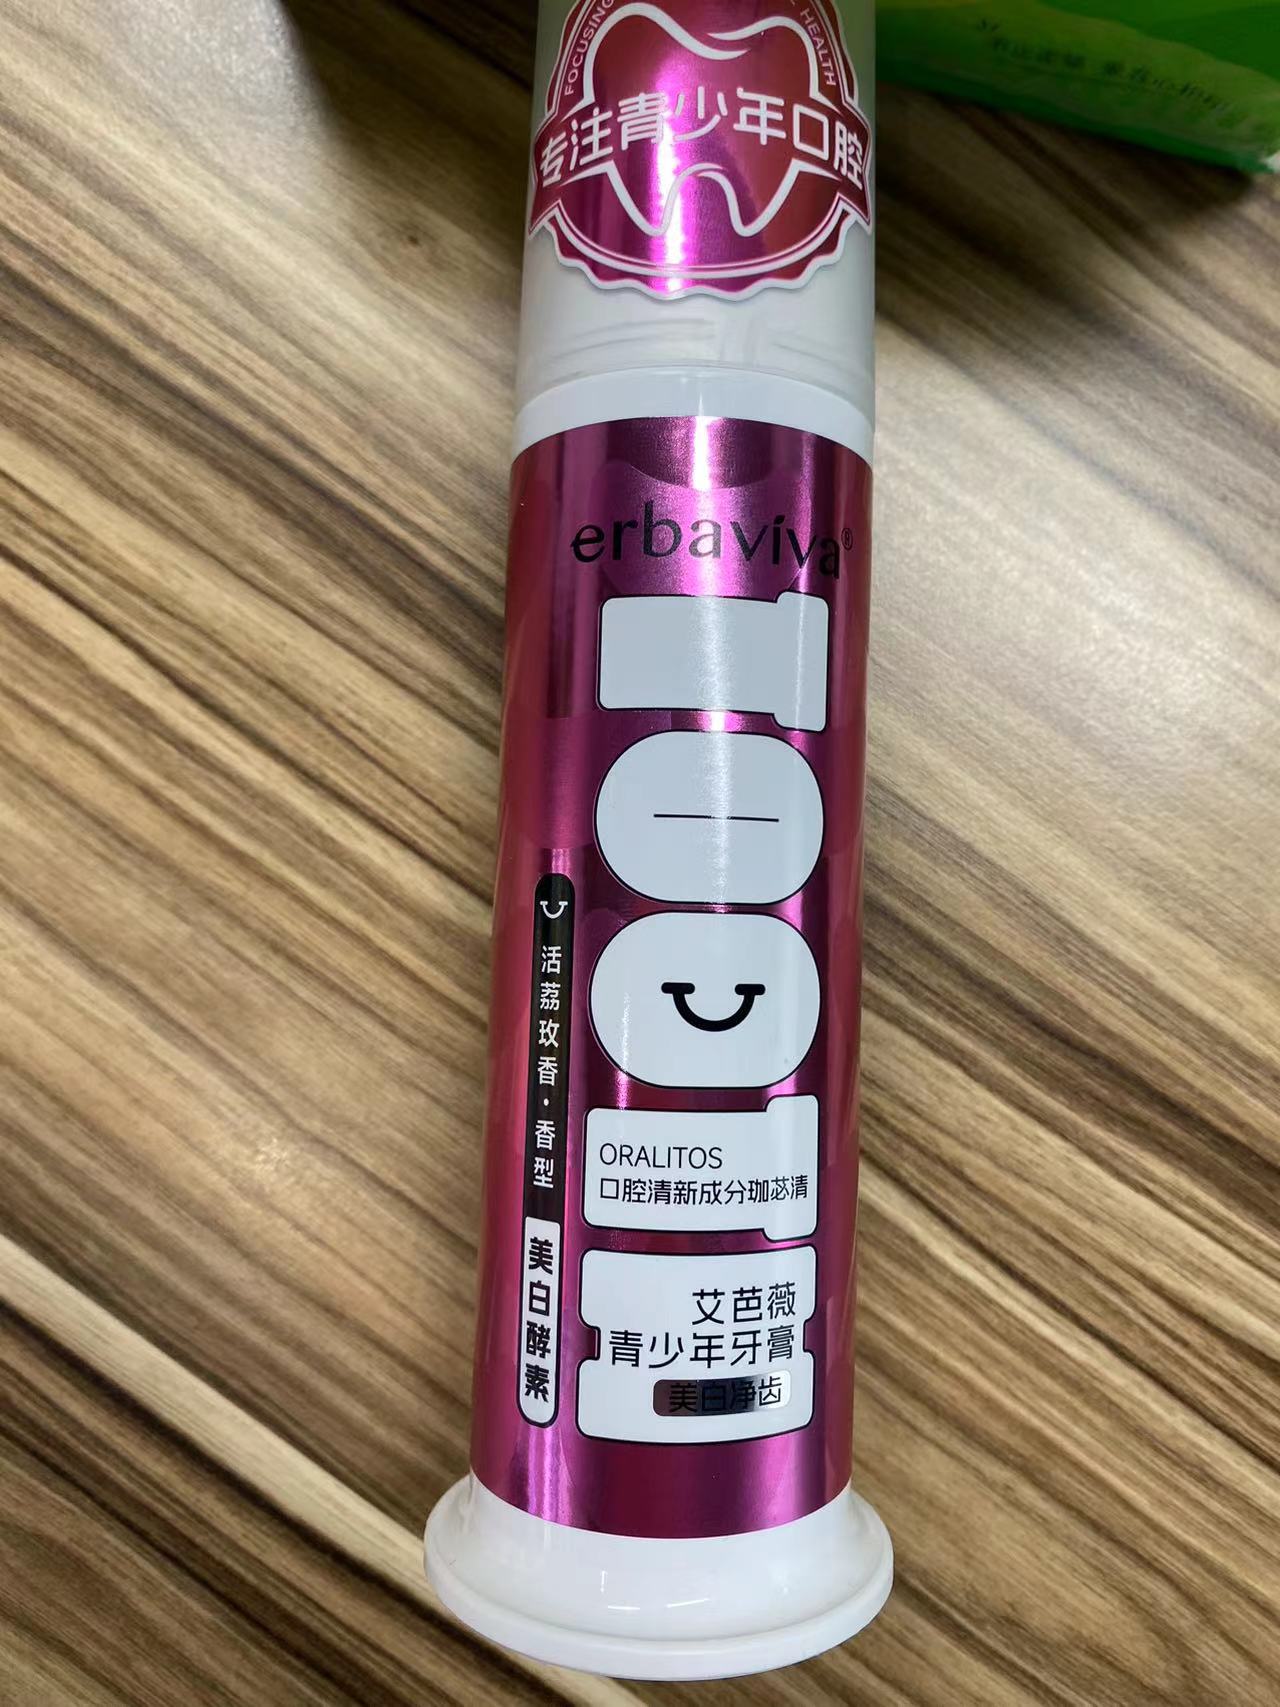 FOCUSING
HEALTH
专注青少年口腔
erbaviva®
活荔玫香·香型
美白酵素
ORALITOS
口腔清新成分珈苾清
艾芭薇
青少年牙膏
美白净齿